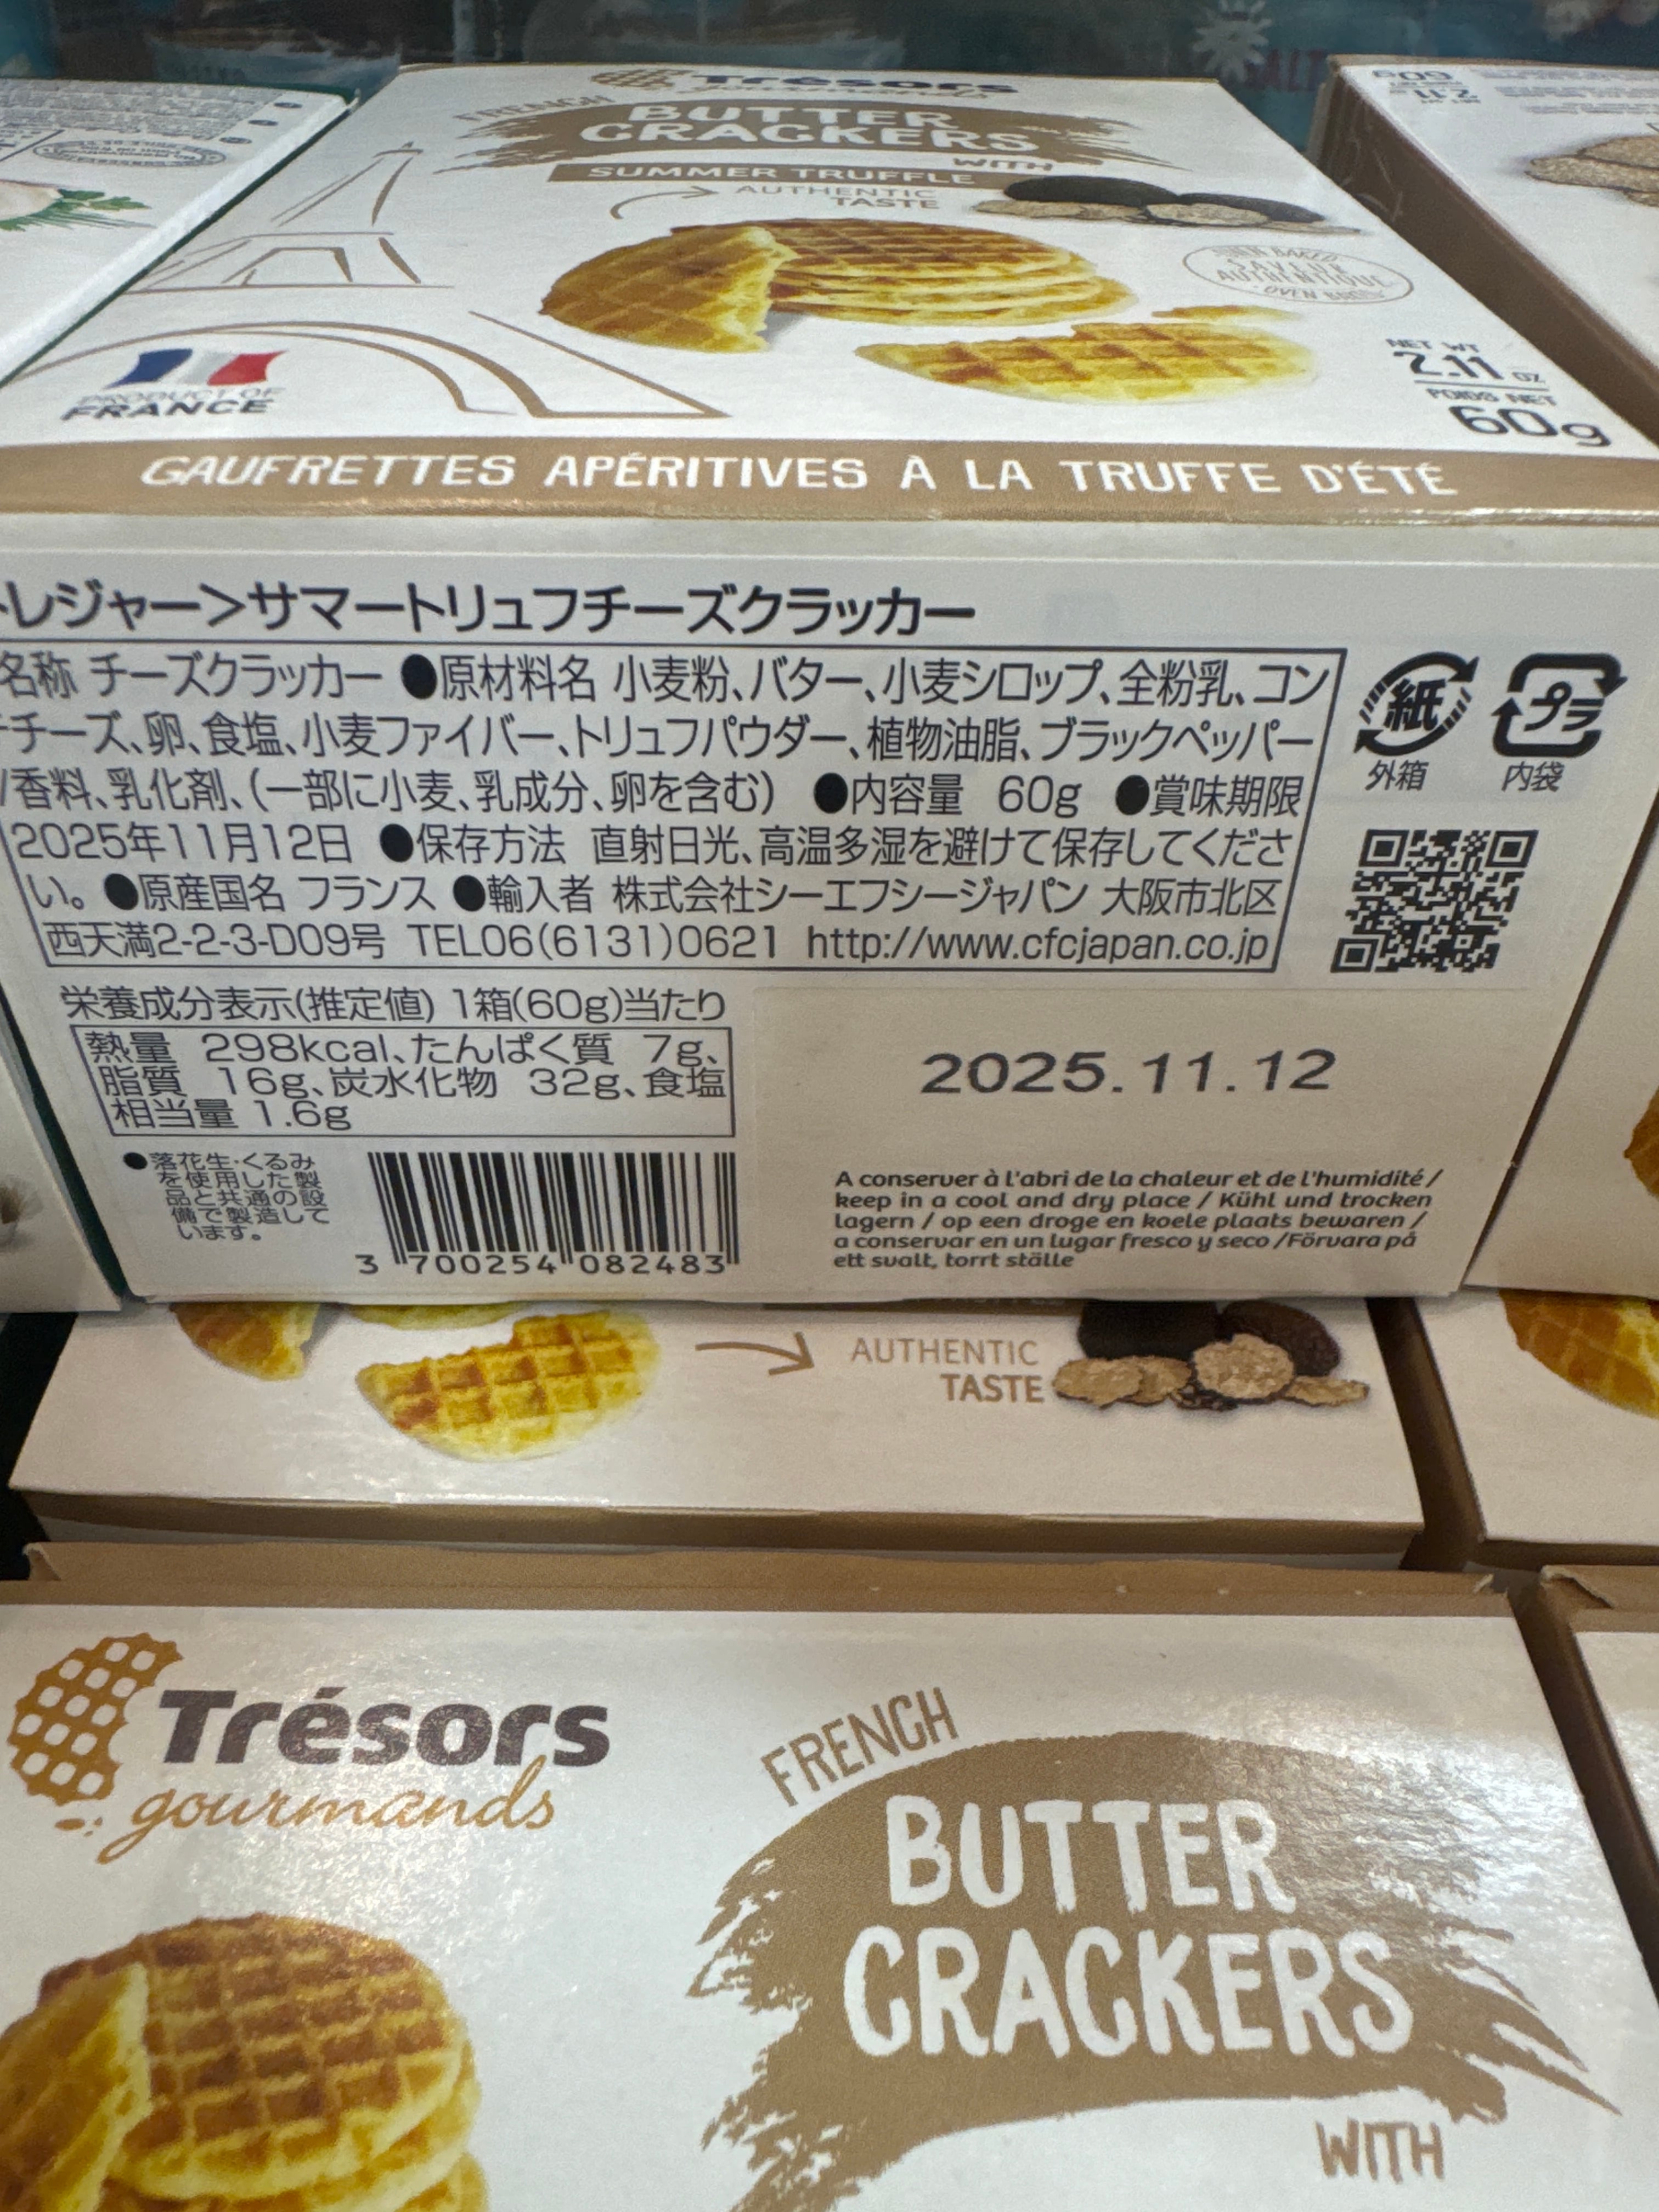 Trésors
gourmands
FRENCH
BUTTER
CRACKERS
WITH
SUMMER TRUFFLE
AUTHENTIC
TASTE
SAVEUR
AUTHENTIQUE
PRODUCT OF
FRANCE
NET WT
2.11 OZ
POIDS NET
60g
GAUFRETTES APÉRITIVES À LA TRUFFE D'ÉTÉ
レジャー>サマートリュフチーズクラッカー
名称 チーズクラッカー ●原材料名 小麦粉、バター、小麦シロップ、全粉乳、コン
チーズ、卵、食塩、小麦ファイバー、トリュフパウダー、植物油脂、ブラックペッパー
/香料、乳化剤、(一部に小麦、乳成分、卵を含む) ●内容量 60g ●賞味期限
2025年11月12日 ●保存方法 直射日光、高温多湿を避けて保存してくださ
い。●原産国名 フランス ●輸入者 株式会社シーエフシージャパン 大阪市北区
西天満2-2-3-D09号 TEL06(6131)0621 http://www.cfcjapan.co.jp
紙
外箱
プラ
内袋
栄養成分表示(推定値) 1箱(60g)当たり
熱量 298kcal、たんぱく質 7g、
脂質 16g、炭水化物 32g、食塩
相当量 1.6g
2025.11.12
●落花生・くるみ
を使用した製
品と共通の設
備で製造して
います。
3 700254 082483
A conserver à l'abri de la chaleur et de l'humidité /
keep in a cool and dry place / Kühl und trocken
lagern / op een droge en koele plaats bewaren /
a conservar en un lugar fresco y seco /Förvara på
ett svalt, torrt ställe
AUTHENTIC
TASTE
Trésors
gourmands
FRENCH
BUTTER
CRACKERS
WITH